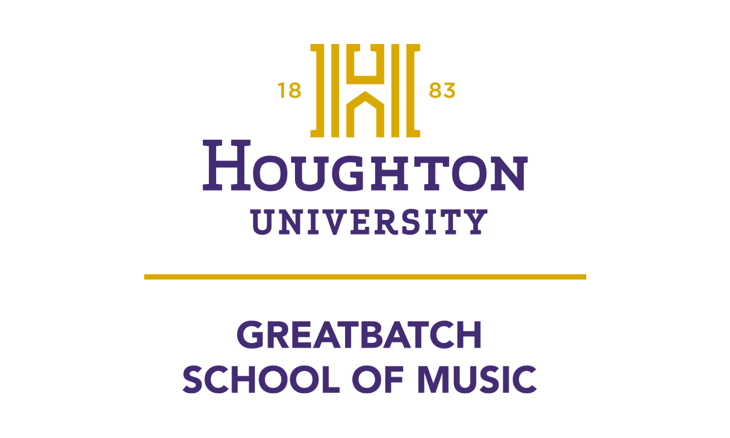 18 83
HOUGHTON
UNIVERSITY
GREATBATCH
SCHOOL OF MUSIC